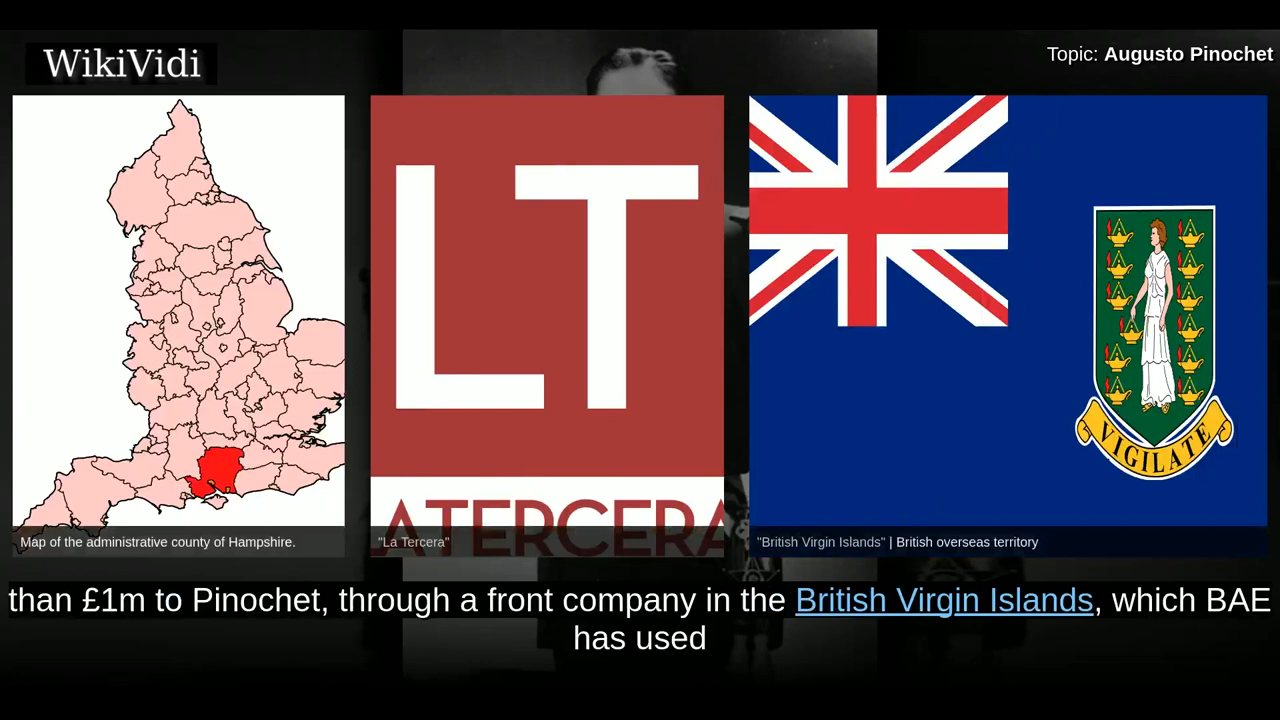 WikiVidi
Topic: Augusto Pinochet
LT
ATERCERA
VIGILATE
Map of the administrative county of Hampshire.
"La Tercera"
"British Virgin Islands" | British overseas territory
than £1m to Pinochet, through a front company in the British Virgin Islands, which BAE
has used